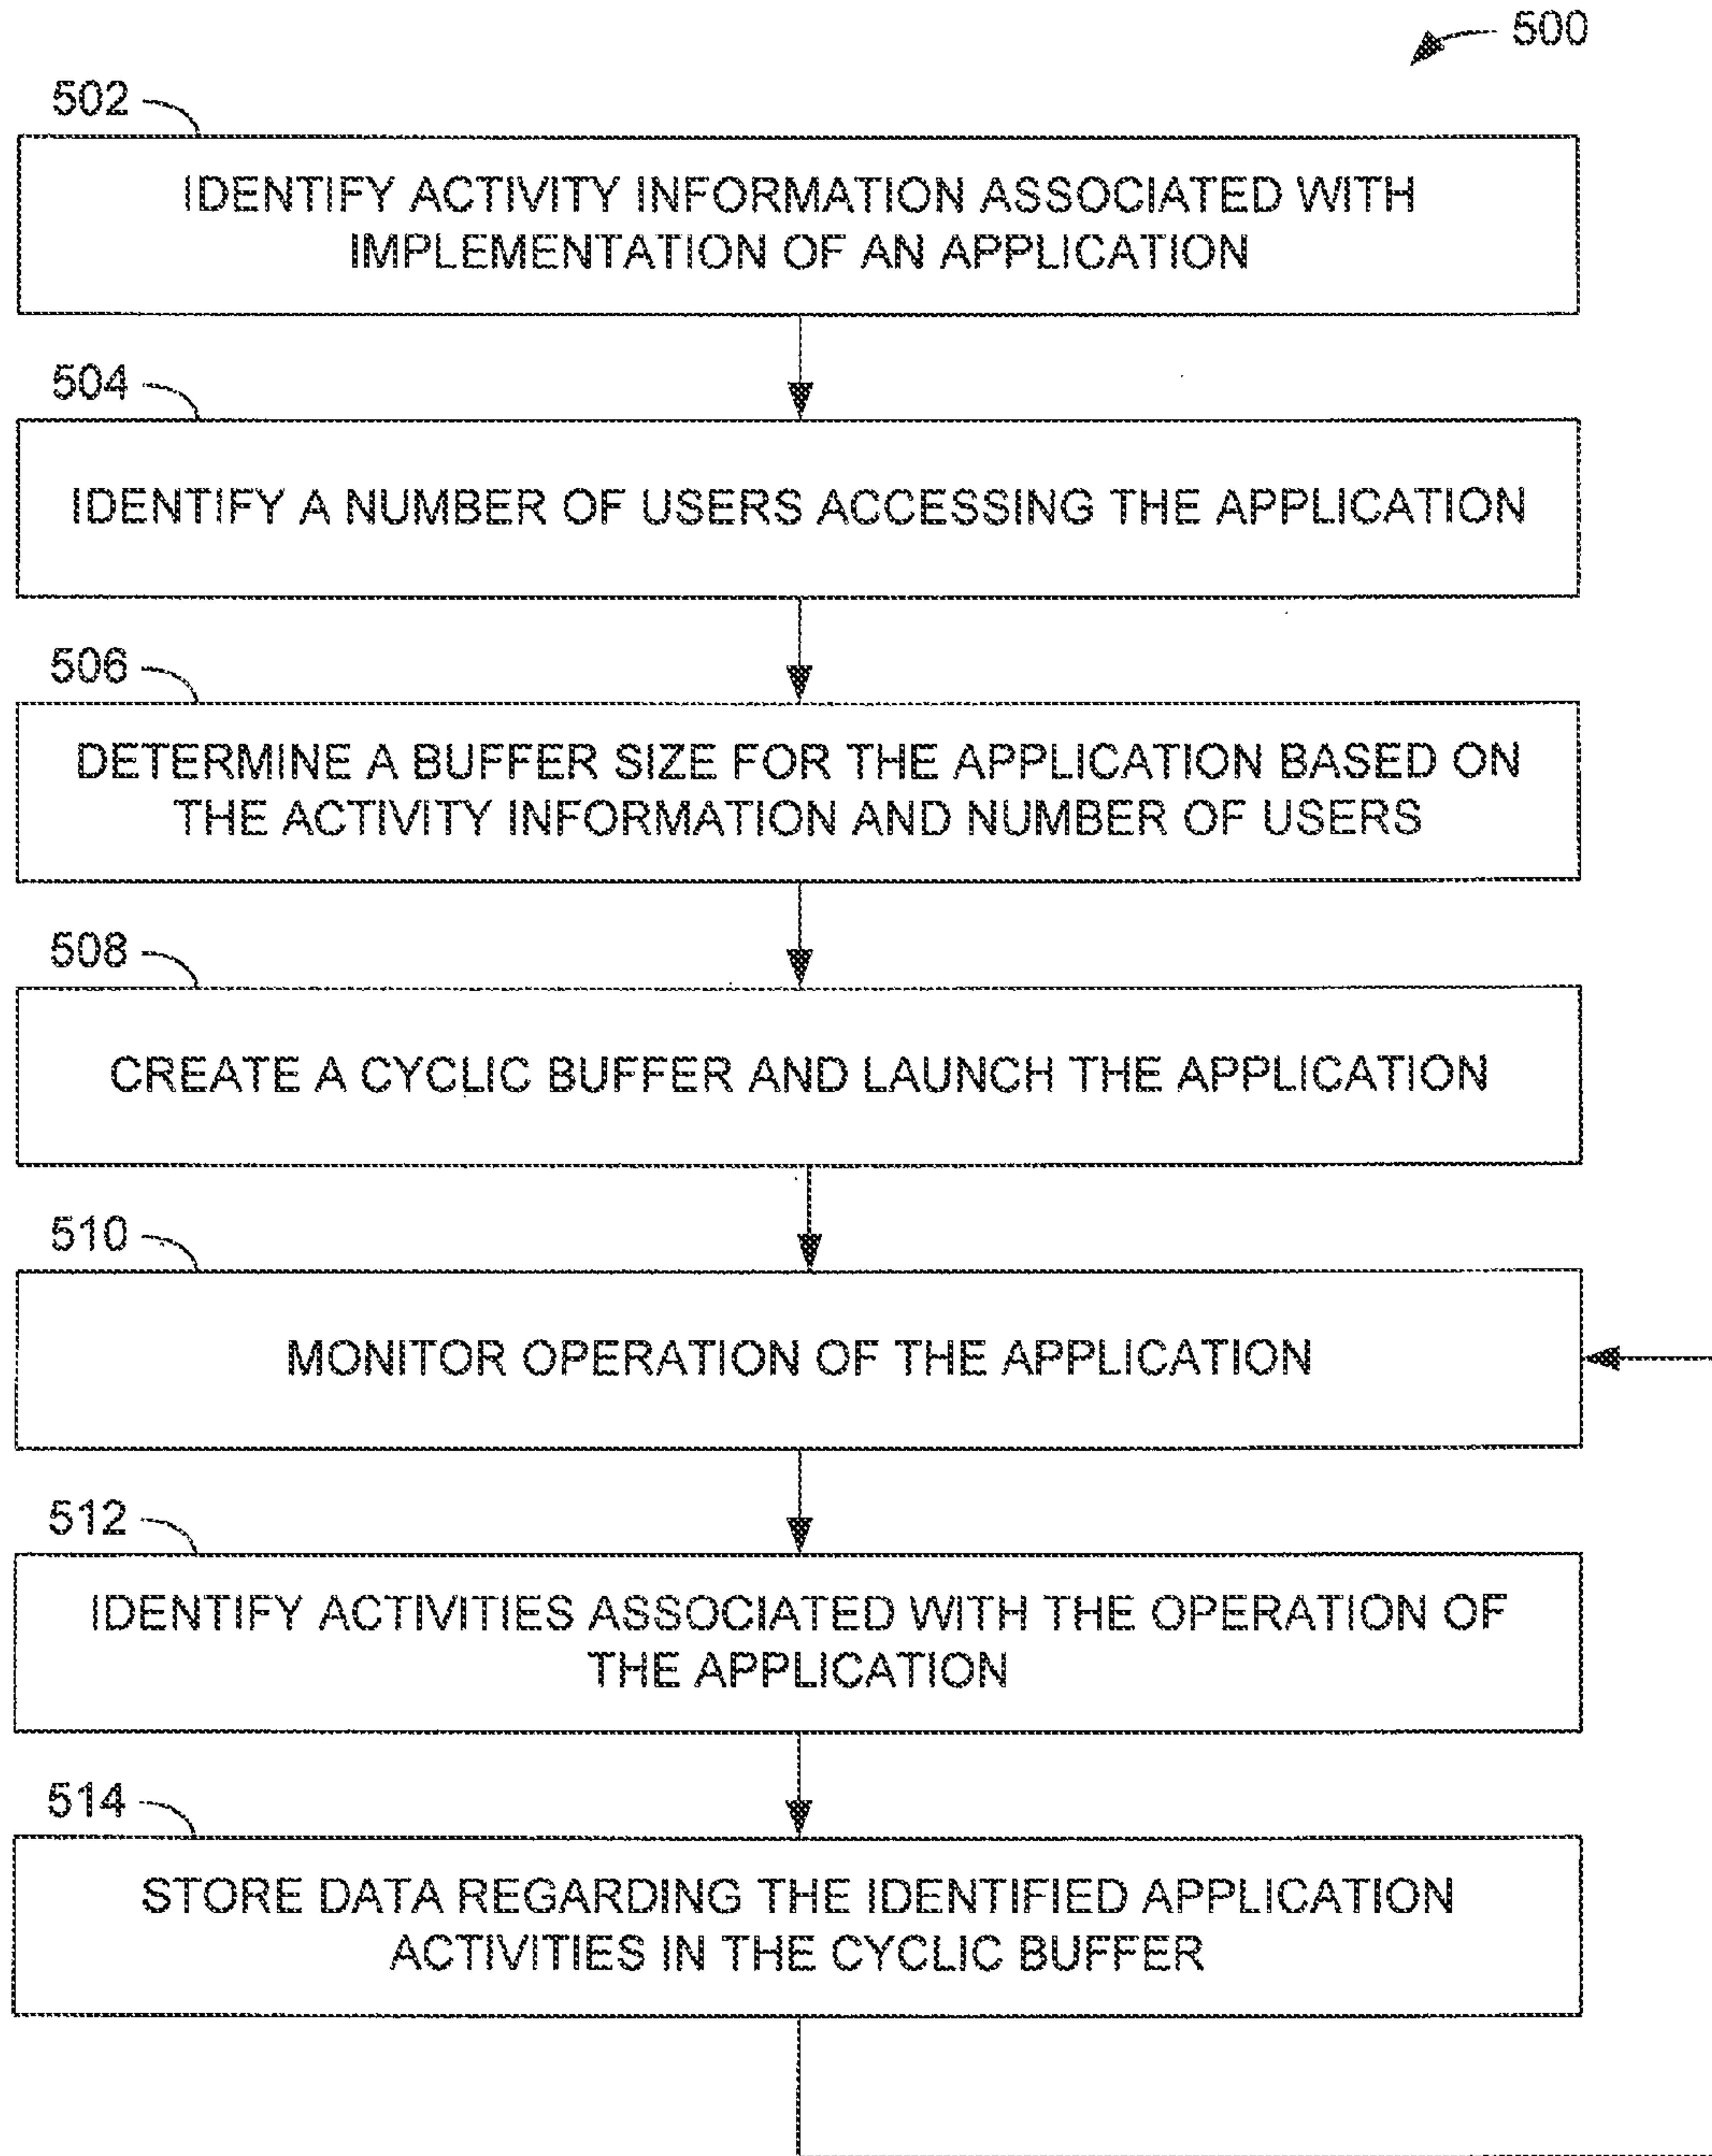 500
502
IDENTIFY ACTIVITY INFORMATION ASSOCIATED WITH
IMPLEMENTATION OF AN APPLICATION
504
IDENTIFY A NUMBER OF USERS ACCESSING THE APPLICATION
506
DETERMINE A BUFFER SIZE FOR THE APPLICATION BASED ON
THE ACTIVITY INFORMATION AND NUMBER OF USERS
508
CREATE A CYCLIC BUFFER AND LAUNCH THE APPLICATION
510
MONITOR OPERATION OF THE APPLICATION
512
IDENTIFY ACTIVITIES ASSOCIATED WITH THE OPERATION OF
THE APPLICATION
514
STORE DATA REGARDING THE IDENTIFIED APPLICATION
ACTIVITIES IN THE CYCLIC BUFFER